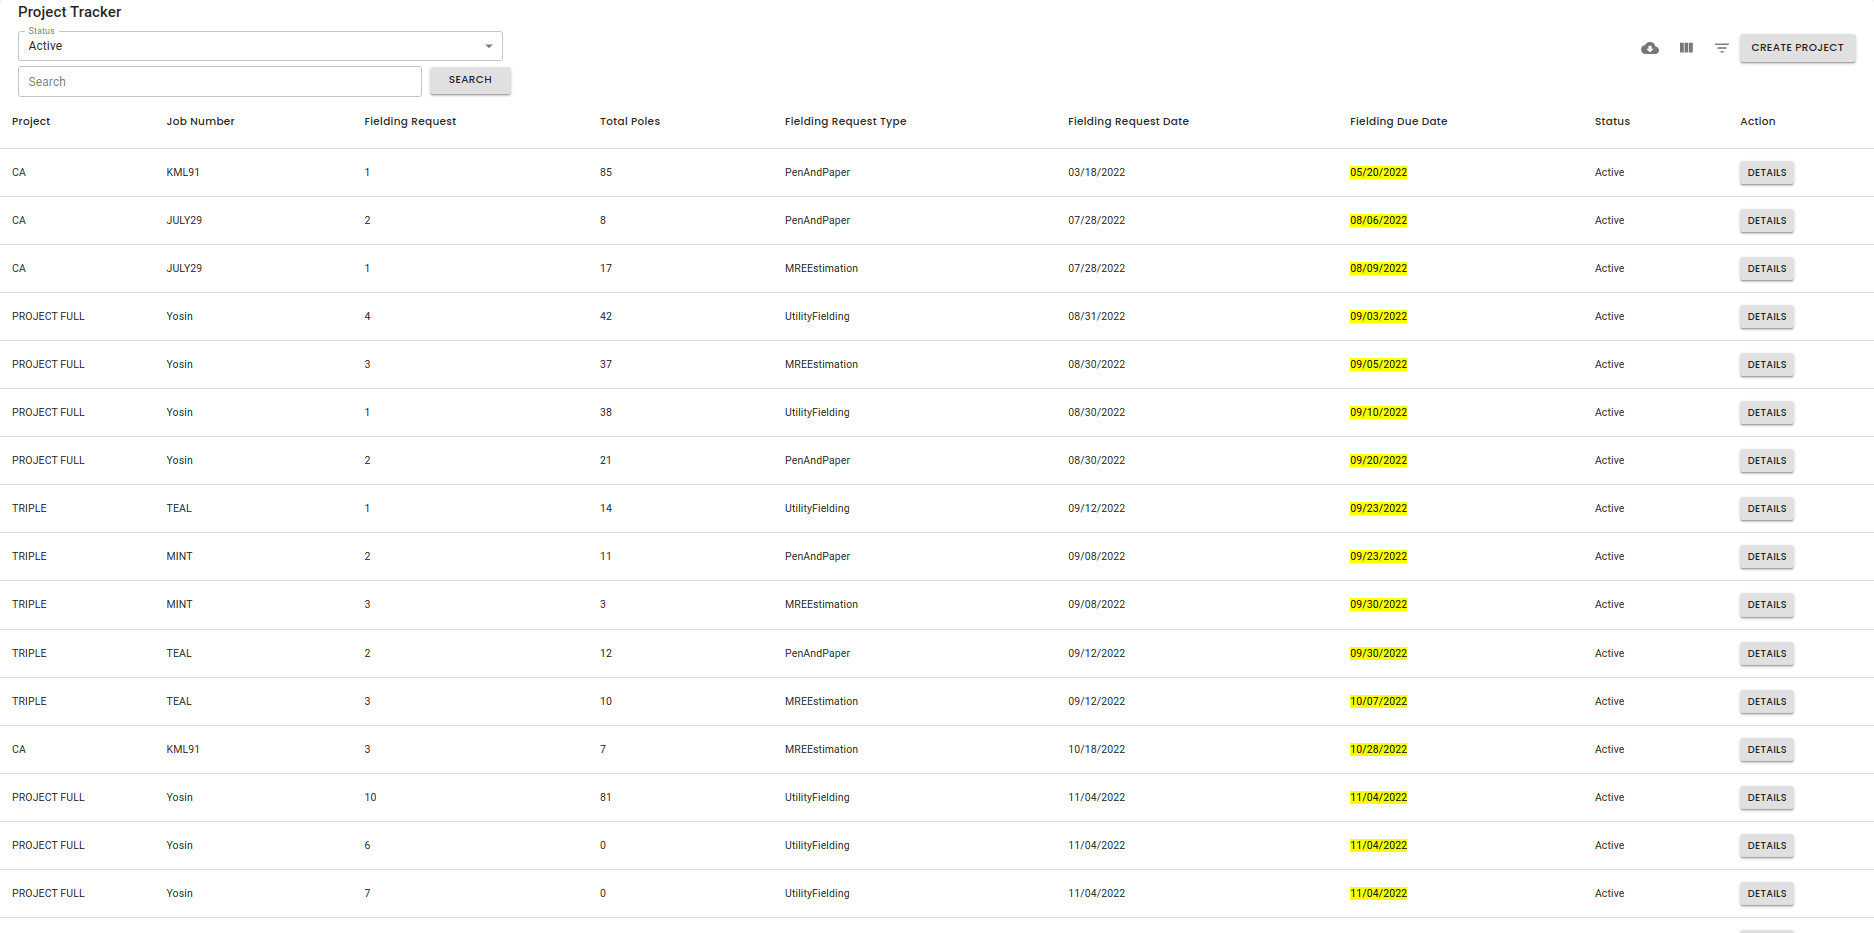 Project Tracker
Status
Active
CREATE PROJECT
Search
SEARCH
Project Job Number Fielding Request Total Poles Fielding Request Type Fielding Request Date Fielding Due Date Status Action
CA KML91 1 85 PenAndPaper 03/18/2022 05/20/2022 Active DETAILS
CA JULY29 2 8 PenAndPaper 07/28/2022 08/06/2022 Active DETAILS
CA JULY29 1 17 MREEstimation 07/28/2022 08/09/2022 Active DETAILS
PROJECT FULL Yosin 4 42 UtilityFielding 08/31/2022 09/03/2022 Active DETAILS
PROJECT FULL Yosin 3 37 MREEstimation 08/30/2022 09/05/2022 Active DETAILS
PROJECT FULL Yosin 1 38 UtilityFielding 08/30/2022 09/10/2022 Active DETAILS
PROJECT FULL Yosin 2 21 PenAndPaper 08/30/2022 09/20/2022 Active DETAILS
TRIPLE TEAL 1 14 UtilityFielding 09/12/2022 09/23/2022 Active DETAILS
TRIPLE MINT 2 11 PenAndPaper 09/08/2022 09/23/2022 Active DETAILS
TRIPLE MINT 3 3 MREEstimation 09/08/2022 09/30/2022 Active DETAILS
TRIPLE TEAL 2 12 PenAndPaper 09/12/2022 09/30/2022 Active DETAILS
TRIPLE TEAL 3 10 MREEstimation 09/12/2022 10/07/2022 Active DETAILS
CA KML91 3 7 MREEstimation 10/18/2022 10/28/2022 Active DETAILS
PROJECT FULL Yosin 10 81 UtilityFielding 11/04/2022 11/04/2022 Active DETAILS
PROJECT FULL Yosin 6 0 UtilityFielding 11/04/2022 11/04/2022 Active DETAILS
PROJECT FULL Yosin 7 0 UtilityFielding 11/04/2022 11/04/2022 Active DETAILS